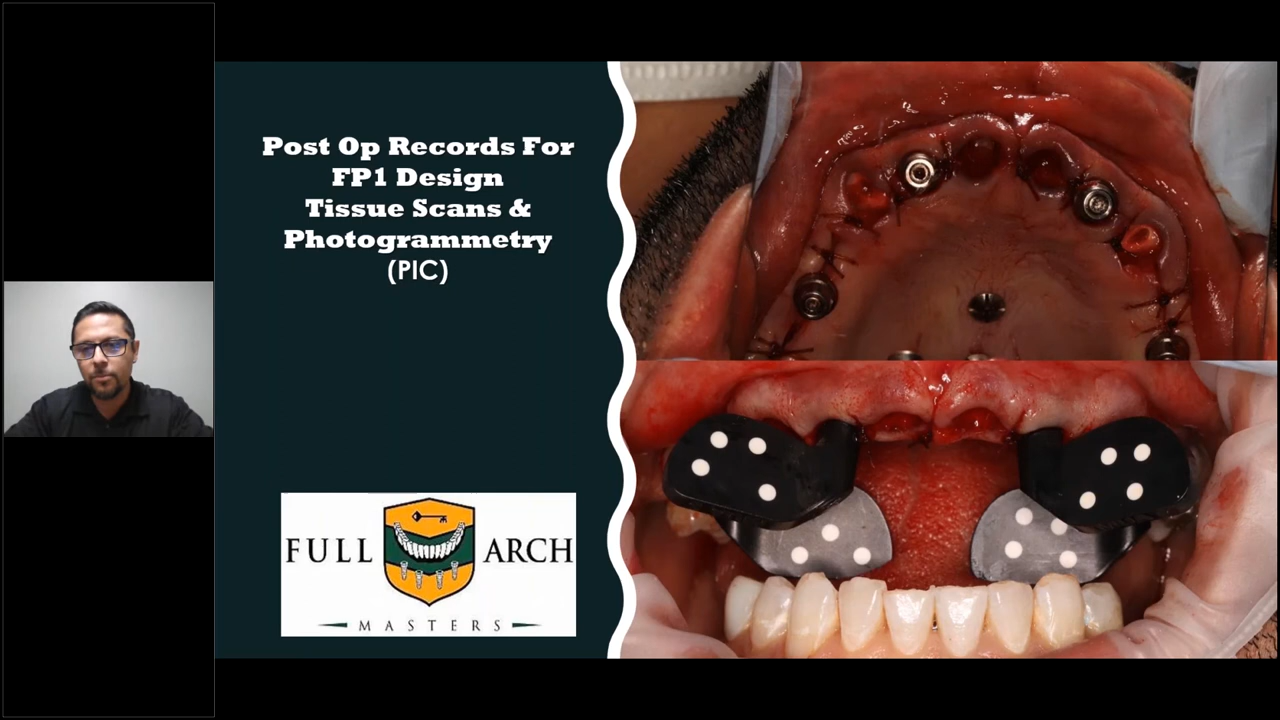 Post Op Records For
FP1 Design
Tissue Scans &
Photogrammetry
(PIC)
FULL ARCH
MASTERS